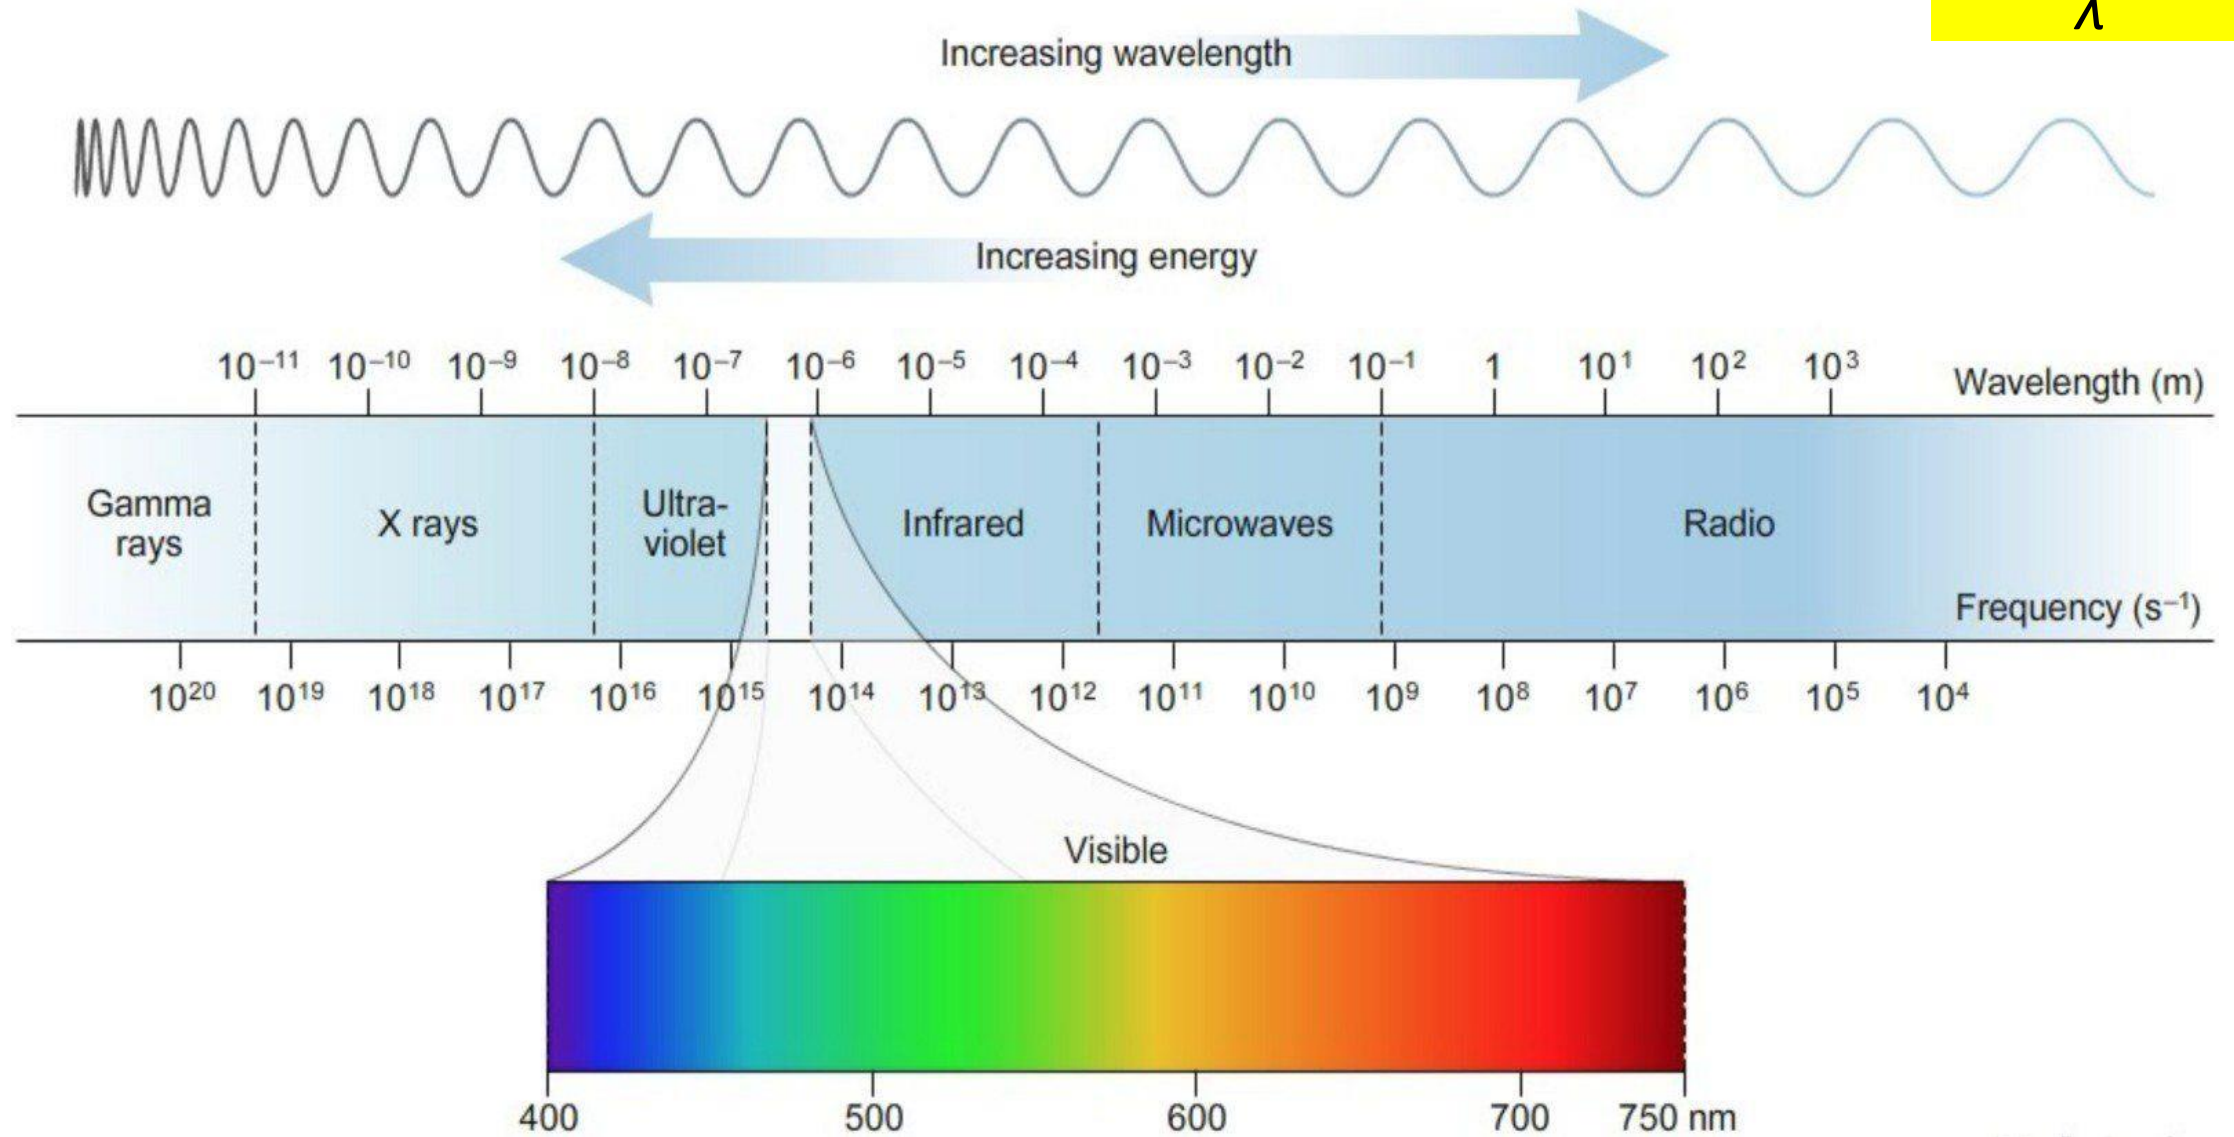 λ
Increasing wavelength
Increasing energy
10⁻¹¹ 10⁻¹⁰ 10⁻⁹ 10⁻⁸ 10⁻⁷ 10⁻⁶ 10⁻⁵ 10⁻⁴ 10⁻³ 10⁻² 10⁻¹ 1 10¹ 10² 10³ Wavelength (m)
Gamma
rays
X rays
Ultra-
violet
Infrared
Microwaves
Radio
Frequency (s⁻¹)
10²⁰ 10¹⁹ 10¹⁸ 10¹⁷ 10¹⁶ 10¹⁵ 10¹⁴ 10¹³ 10¹² 10¹¹ 10¹⁰ 10⁹ 10⁸ 10⁷ 10⁶ 10⁵ 10⁴
Visible
400 500 600 700 750 nm